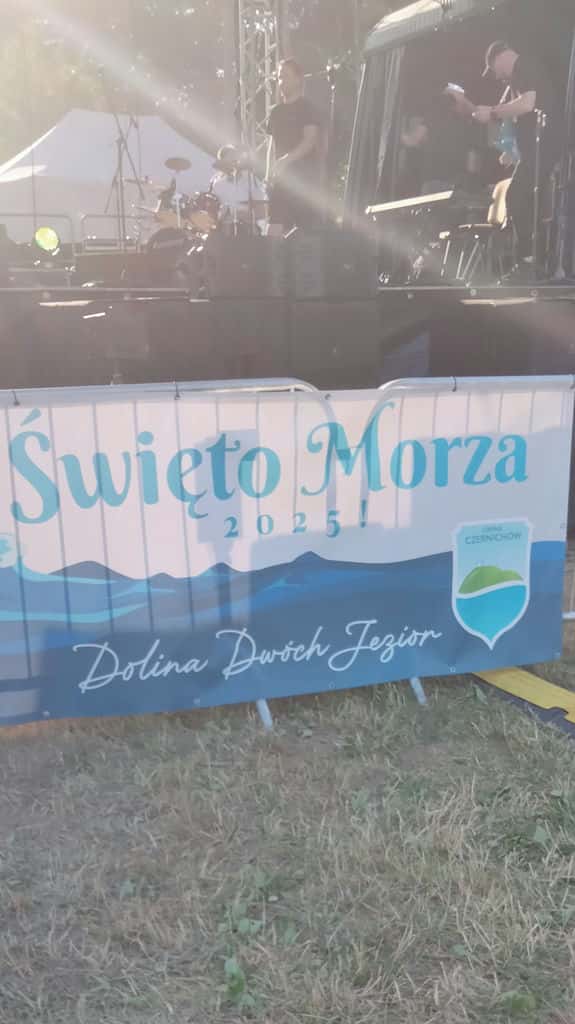 Święto Morza
2025!
GMINA
CZERNICHÓW
Dolina Dwóch Jezior